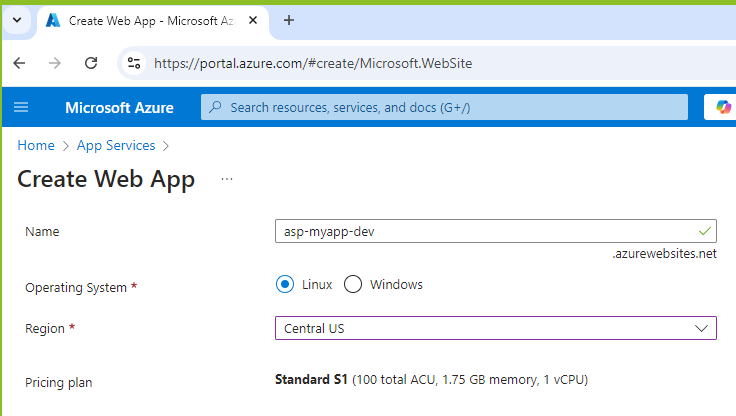 Create Web App - Microsoft Az
https://portal.azure.com/#create/Microsoft.WebSite
Microsoft Azure
Search resources, services, and docs (G+/)
Home > App Services >
Create Web App ...
Name
asp-myapp-dev
.azurewebsites.net
Operating System *
Linux
Windows
Region *
Central US
Pricing plan
Standard S1 (100 total ACU, 1.75 GB memory, 1 vCPU)